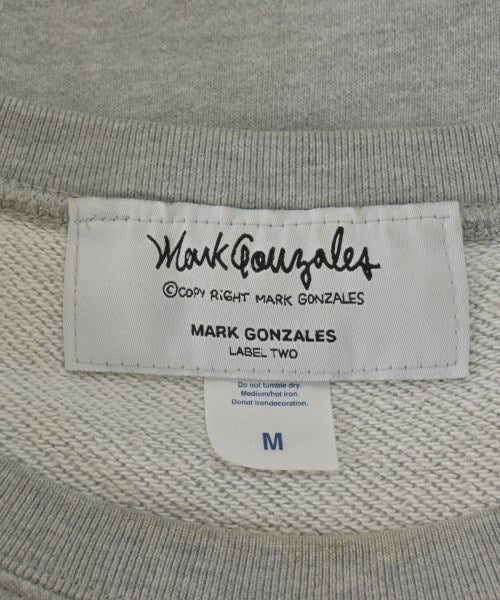 Mark Gonzales
©COPY RiGHT MARK GONZALES
MARK GONZALES
LABEL TWO
Do not tumble dry.
Medium/hot iron.
Donot irondecoration.
M